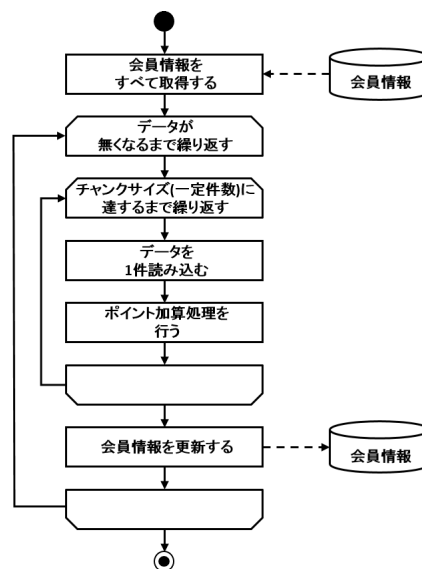 会員情報を
すべて取得する
会員情報
データが
無くなるまで繰り返す
チャンクサイズ(一定件数)に
達するまで繰り返す
データを
1件読み込む
ポイント加算処理を
行う
会員情報を更新する
会員情報